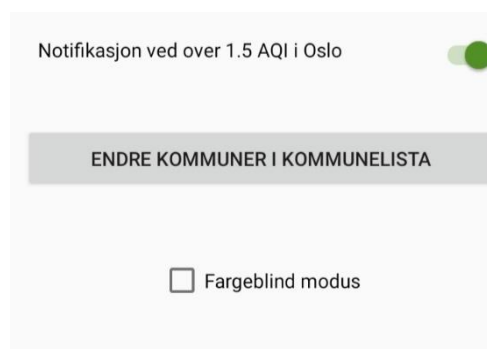 Notifikasjon ved over 1.5 AQI i Oslo
ENDRE KOMMUNER I KOMMUNELISTA
Fargeblind modus